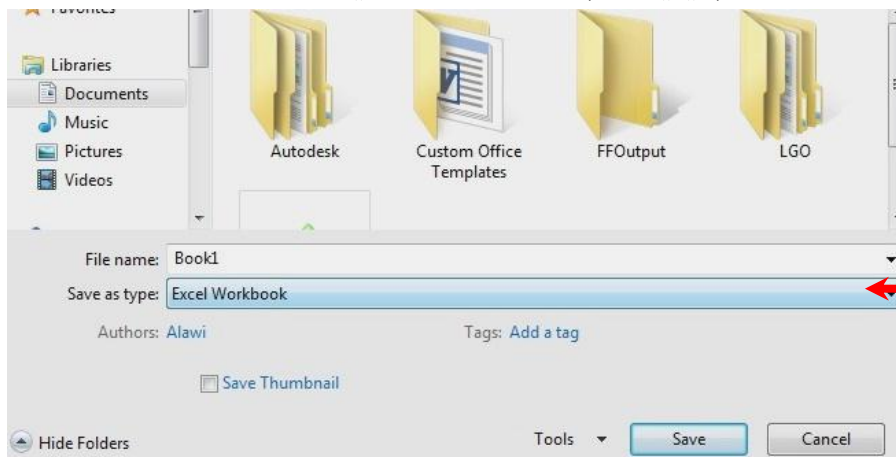 Favorites
Libraries
Documents
Music
Pictures
Videos
Autodesk
Custom Office
Templates
FFOutput
LGO
File name: Book1
Save as type: Excel Workbook
Authors: Alawi
Tags: Add a tag
Save Thumbnail
Hide Folders
Tools
Save
Cancel